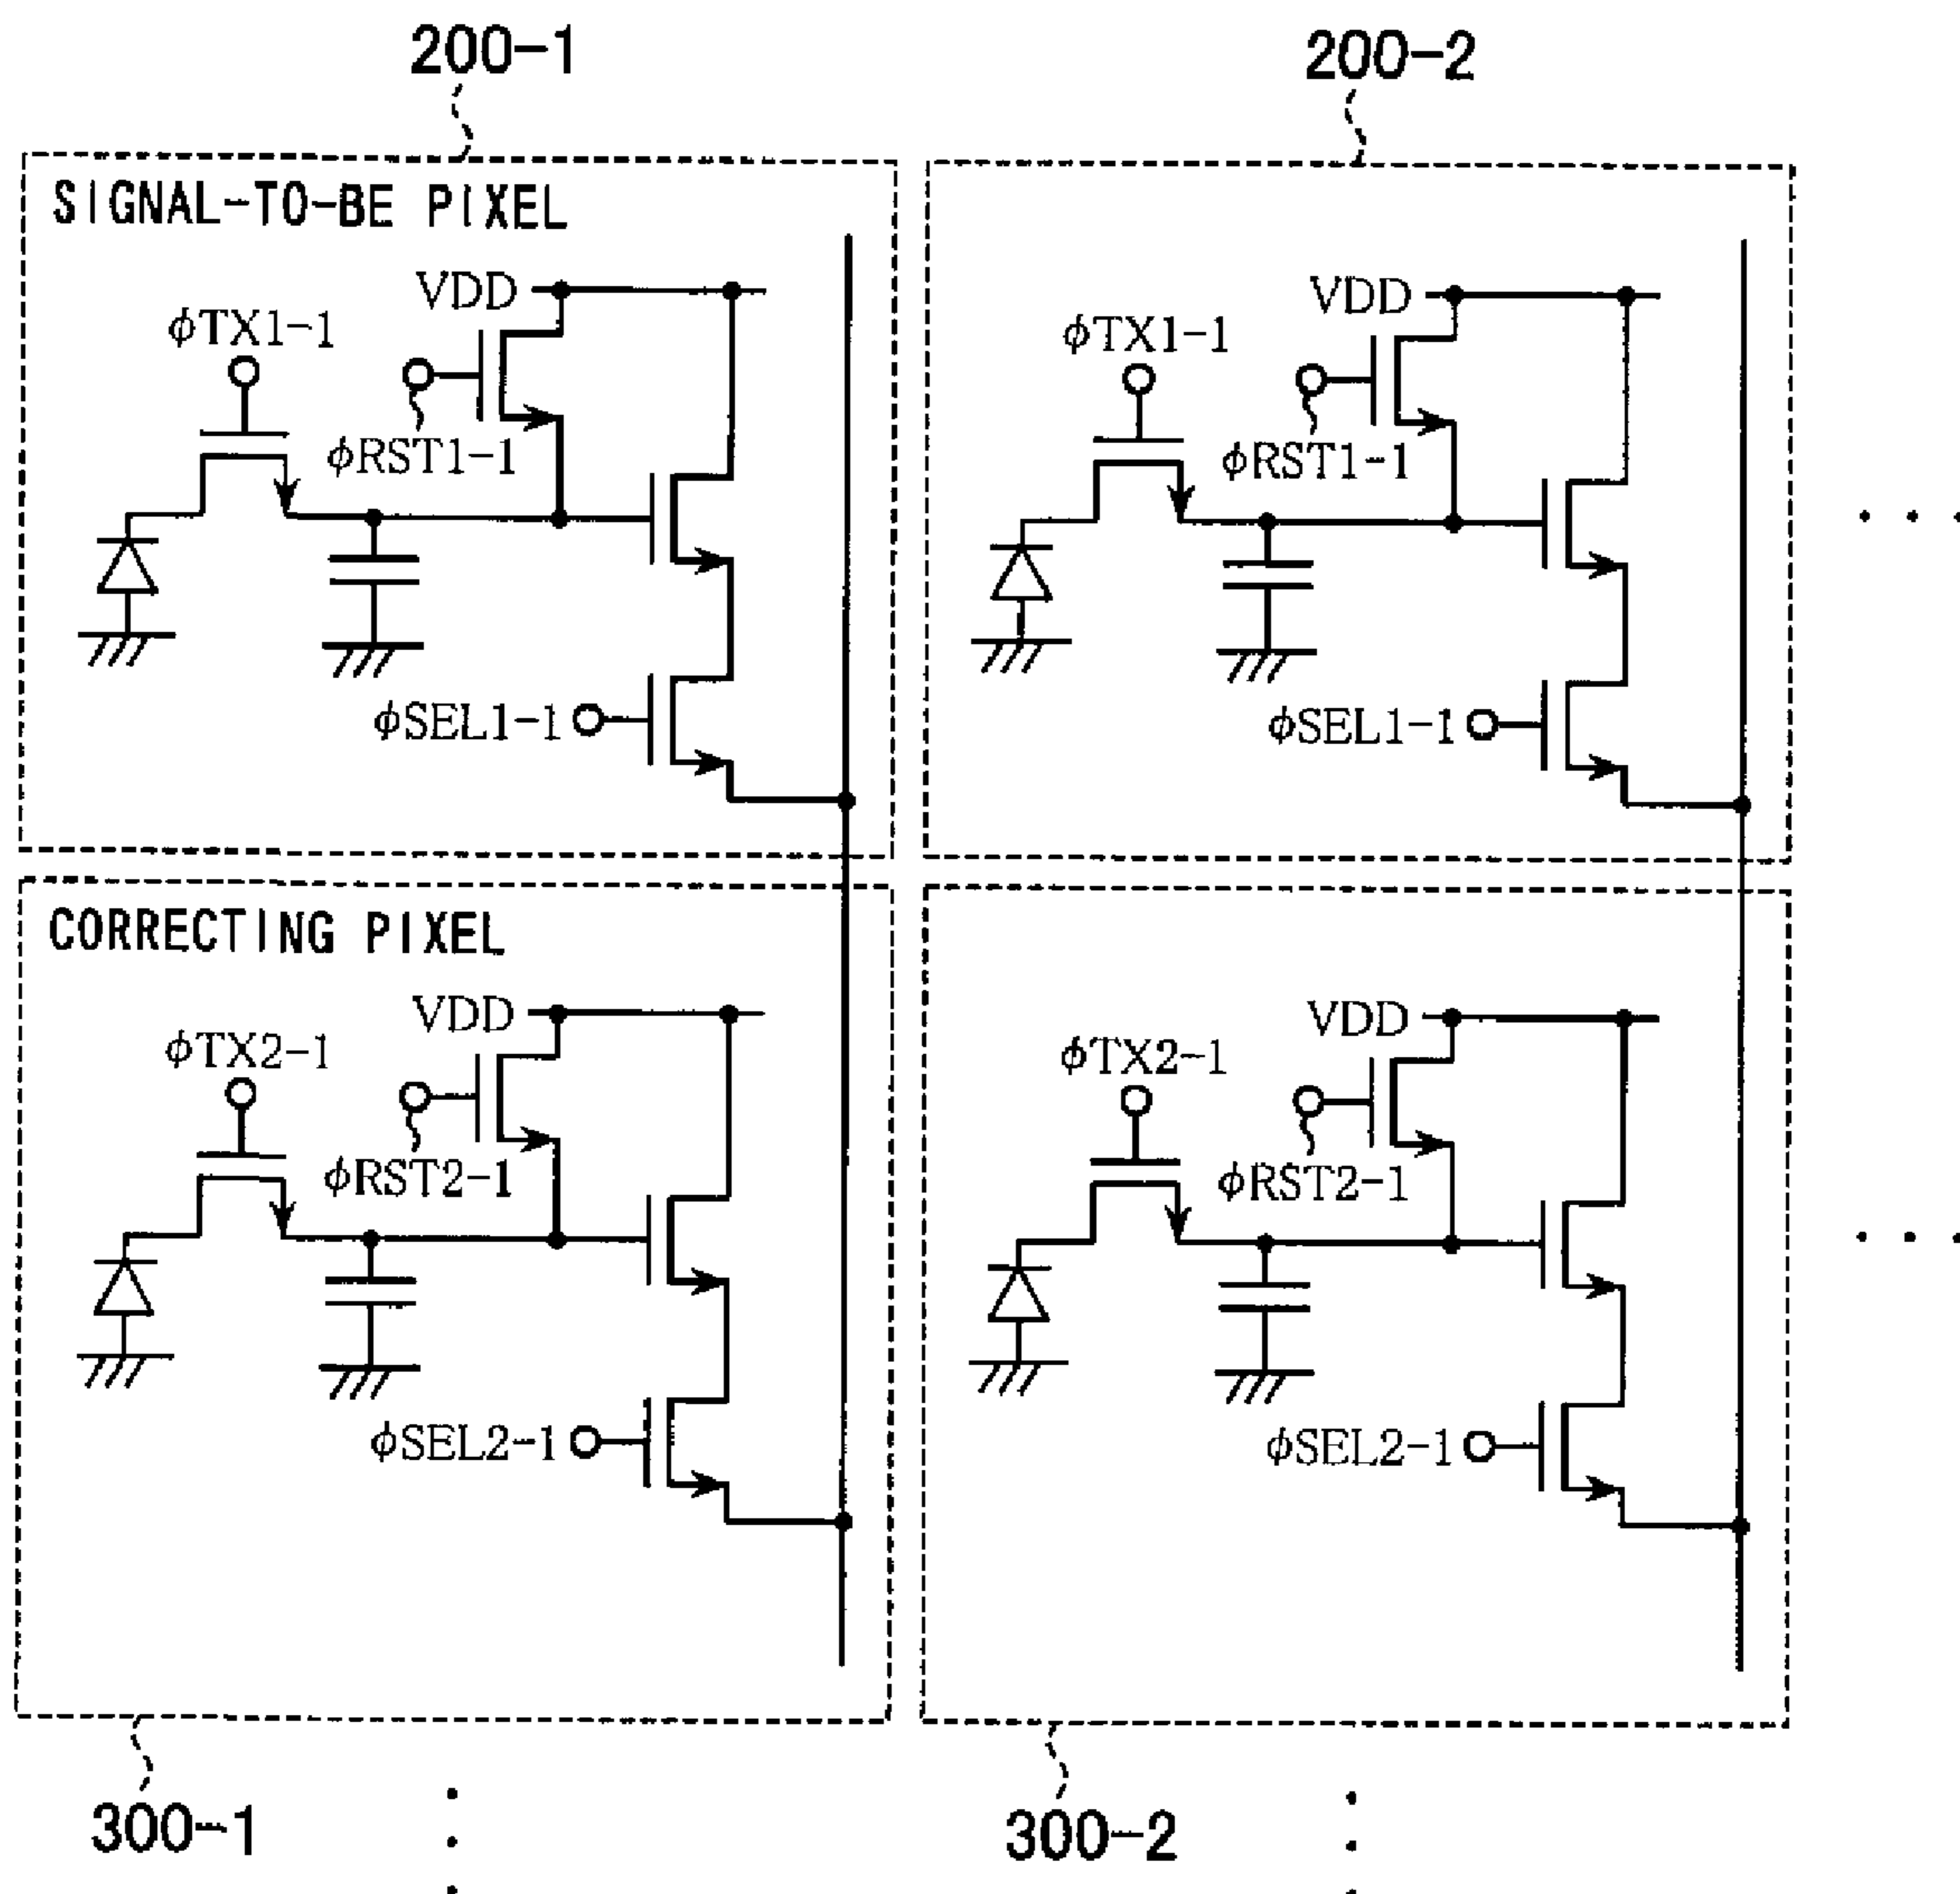 200-1
200-2
SIGNAL-TO-BE PIXEL
VDD
φTX1-1
φRST1-1
φSEL1-1
VDD
φTX1-1
φRST1-1
φSEL1-1
CORRECTING PIXEL
VDD
φTX2-1
φRST2-1
φSEL2-1
VDD
φTX2-1
φRST2-1
φSEL2-1
300-1
300-2